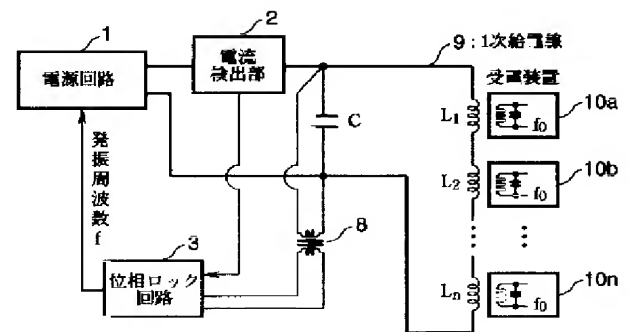 1
電源回路
2
電流
検出部
9:1次給電線
受電装置
C
L1
f0
10a
L2
f0
10b
発振周波数f
8
3
位相ロック
回路
Ln
f0
10n